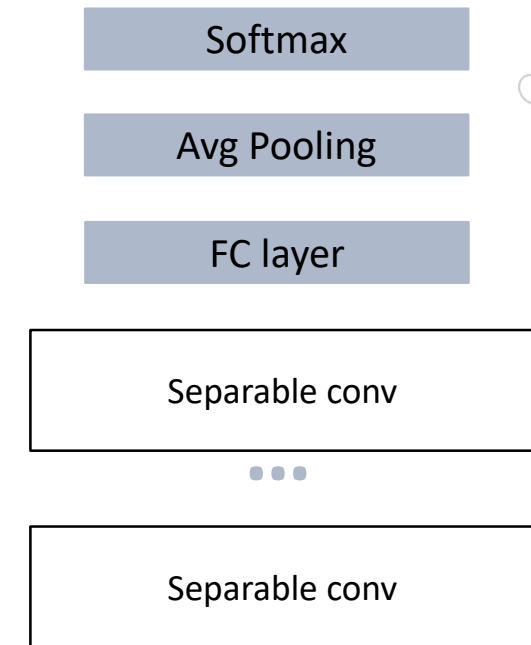 Softmax
Avg Pooling
FC layer
Separable conv
Separable conv